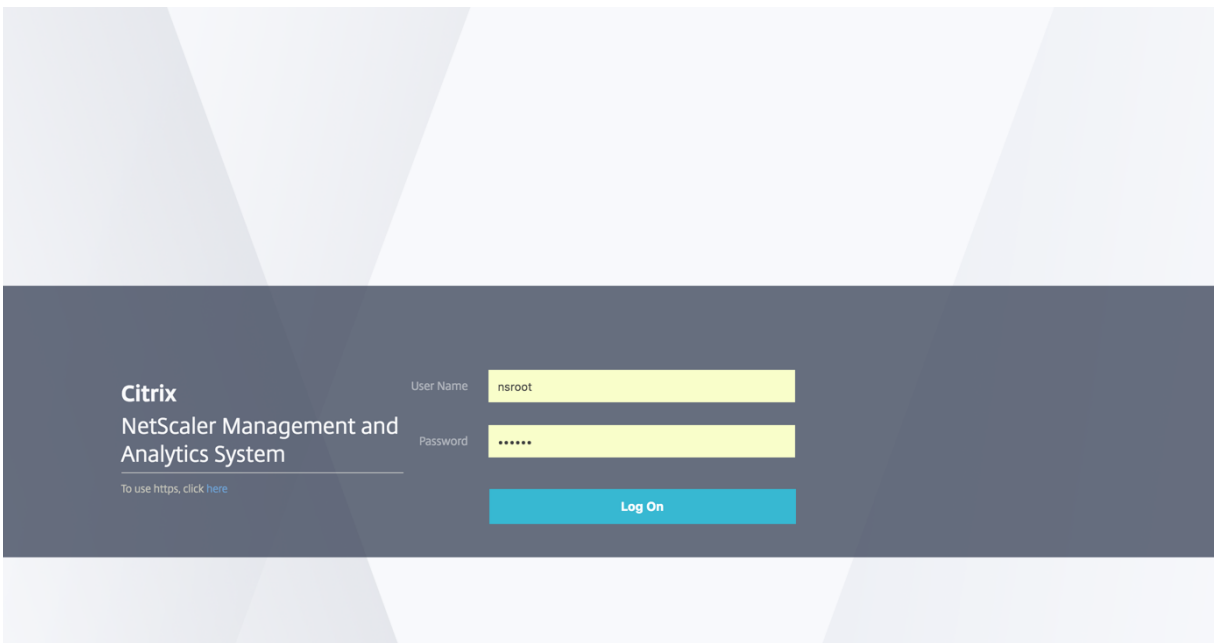 Citrix
NetScaler Management and
Analytics System
To use https, click here
User Name
nsroot
Password
••••••
Log On